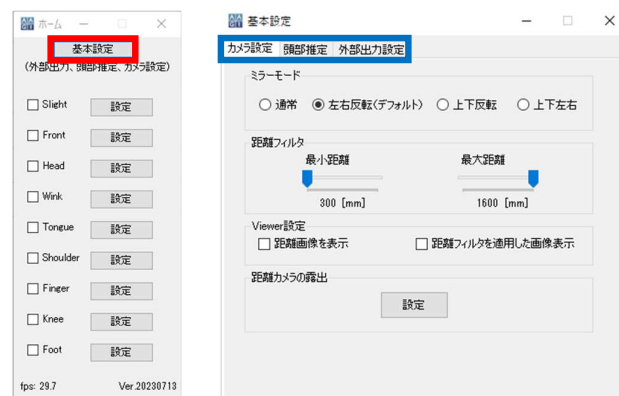 ホーム
基本設定
(外部出力、頭部推定、カメラ設定)
Slight 設定
Front 設定
Head 設定
Wink 設定
Tongue 設定
Shoulder 設定
Finger 設定
Knee 設定
Foot 設定
fps: 29.7 Ver.20230713
基本設定
カメラ設定 頭部推定 外部出力設定
ミラーモード
通常 左右反転(デフォルト) 上下反転 上下左右
距離フィルタ
最小距離 最大距離
300 [mm] 1600 [mm]
Viewer設定
距離画像を表示 距離フィルタを適用した画像表示
距離カメラの露出
設定